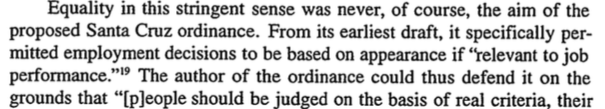 Equality in this stringent sense was never, of course, the aim of the
proposed Santa Cruz ordinance. From its earliest draft, it specifically per-
mitted employment decisions to be based on appearance if “relevant to job
performance.”19 The author of the ordinance could thus defend it on the
grounds that “[p]eople should be judged on the basis of real criteria, their